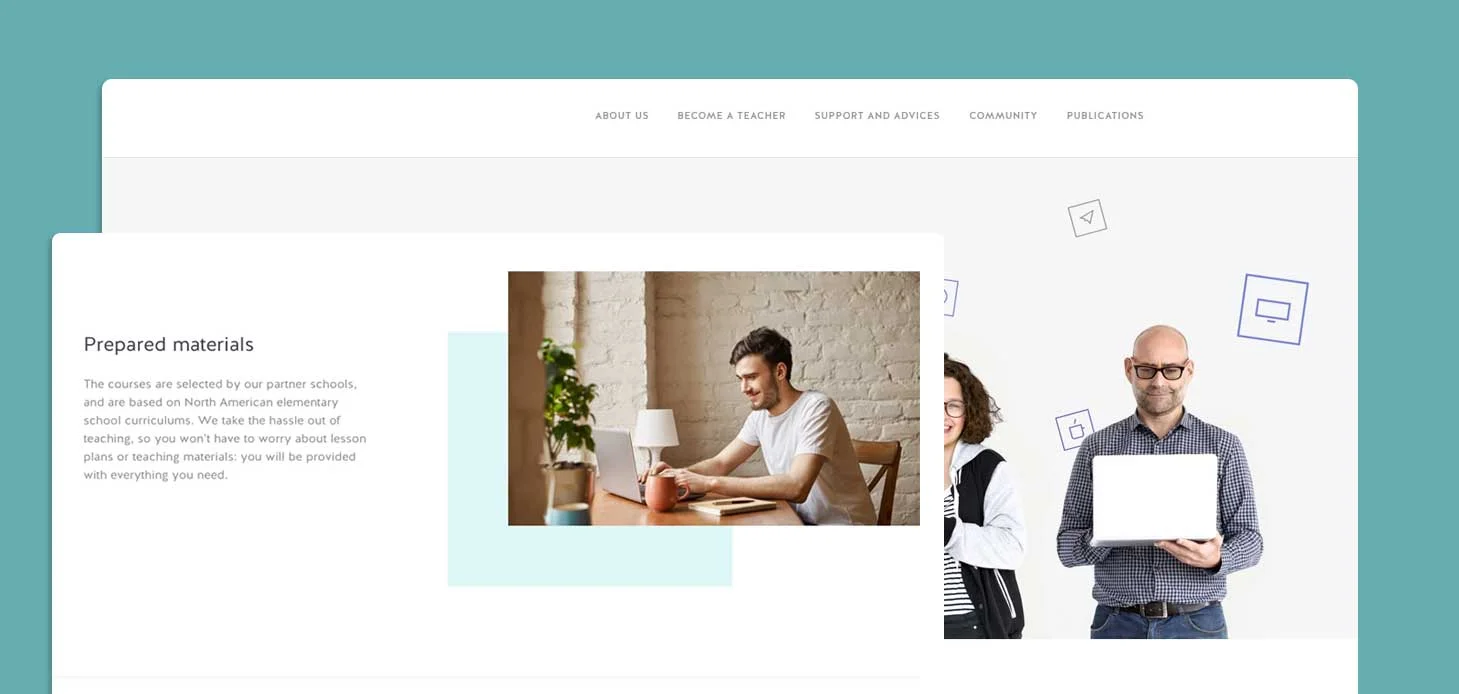 ABOUT US BECOME A TEACHER SUPPORT AND ADVICES COMMUNITY PUBLICATIONS
Prepared materials
The courses are selected by our partner schools,
and are based on North American elementary
school curriculums. We take the hassle out of
teaching, so you won't have to worry about lesson
plans or teaching materials: you will be provided
with everything you need.